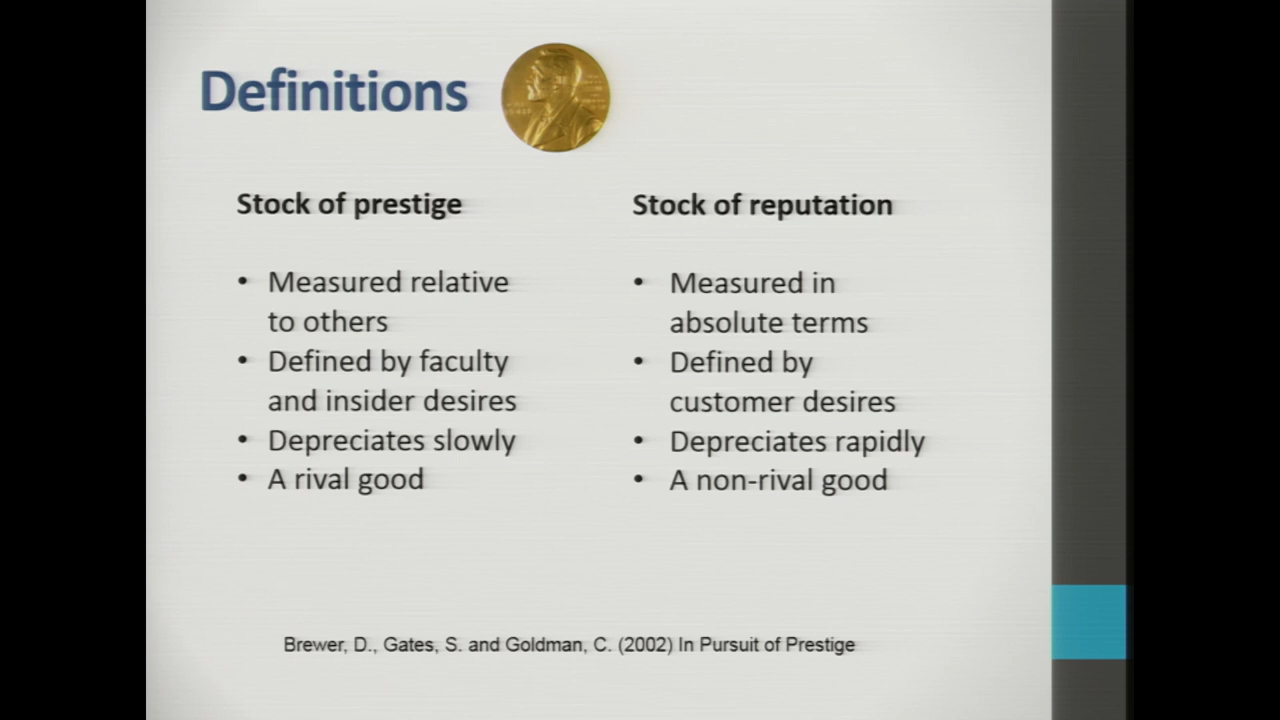 Definitions
Stock of prestige
• Measured relative
to others
• Defined by faculty
and insider desires
• Depreciates slowly
• A rival good
Stock of reputation
• Measured in
absolute terms
• Defined by
customer desires
• Depreciates rapidly
• A non-rival good
Brewer, D., Gates, S. and Goldman, C. (2002) In Pursuit of Prestige